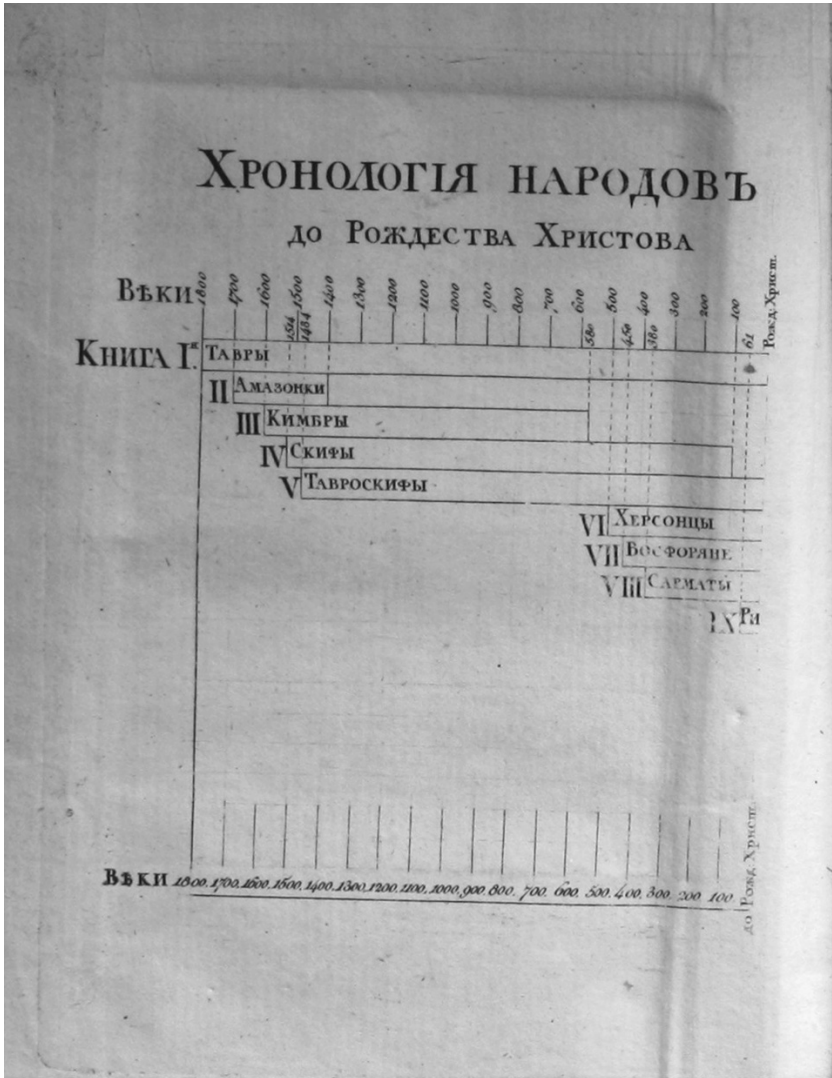 Хронологія народовъ
до Рождества Христова
Вѣки 1800 1700 1600 1500 1400 1300 1200 1100 1000 900 800 700 600 500 400 300 200 100 Рожд. Христ.
1514 1484 580 450 380 61
Книга I.я Тавры
II Амазонки
III Кимбры
IV Скифы
V Тавроскифы
VI Херсонцы
VII Восфоряне
VIII Сарматы
IX Ри
Вѣки 1800. 1700. 1600. 1500. 1400. 1300. 1200. 1100. 1000. 900. 800. 700. 600. 500. 400. 300. 200. 100. до Рожд. Христ.